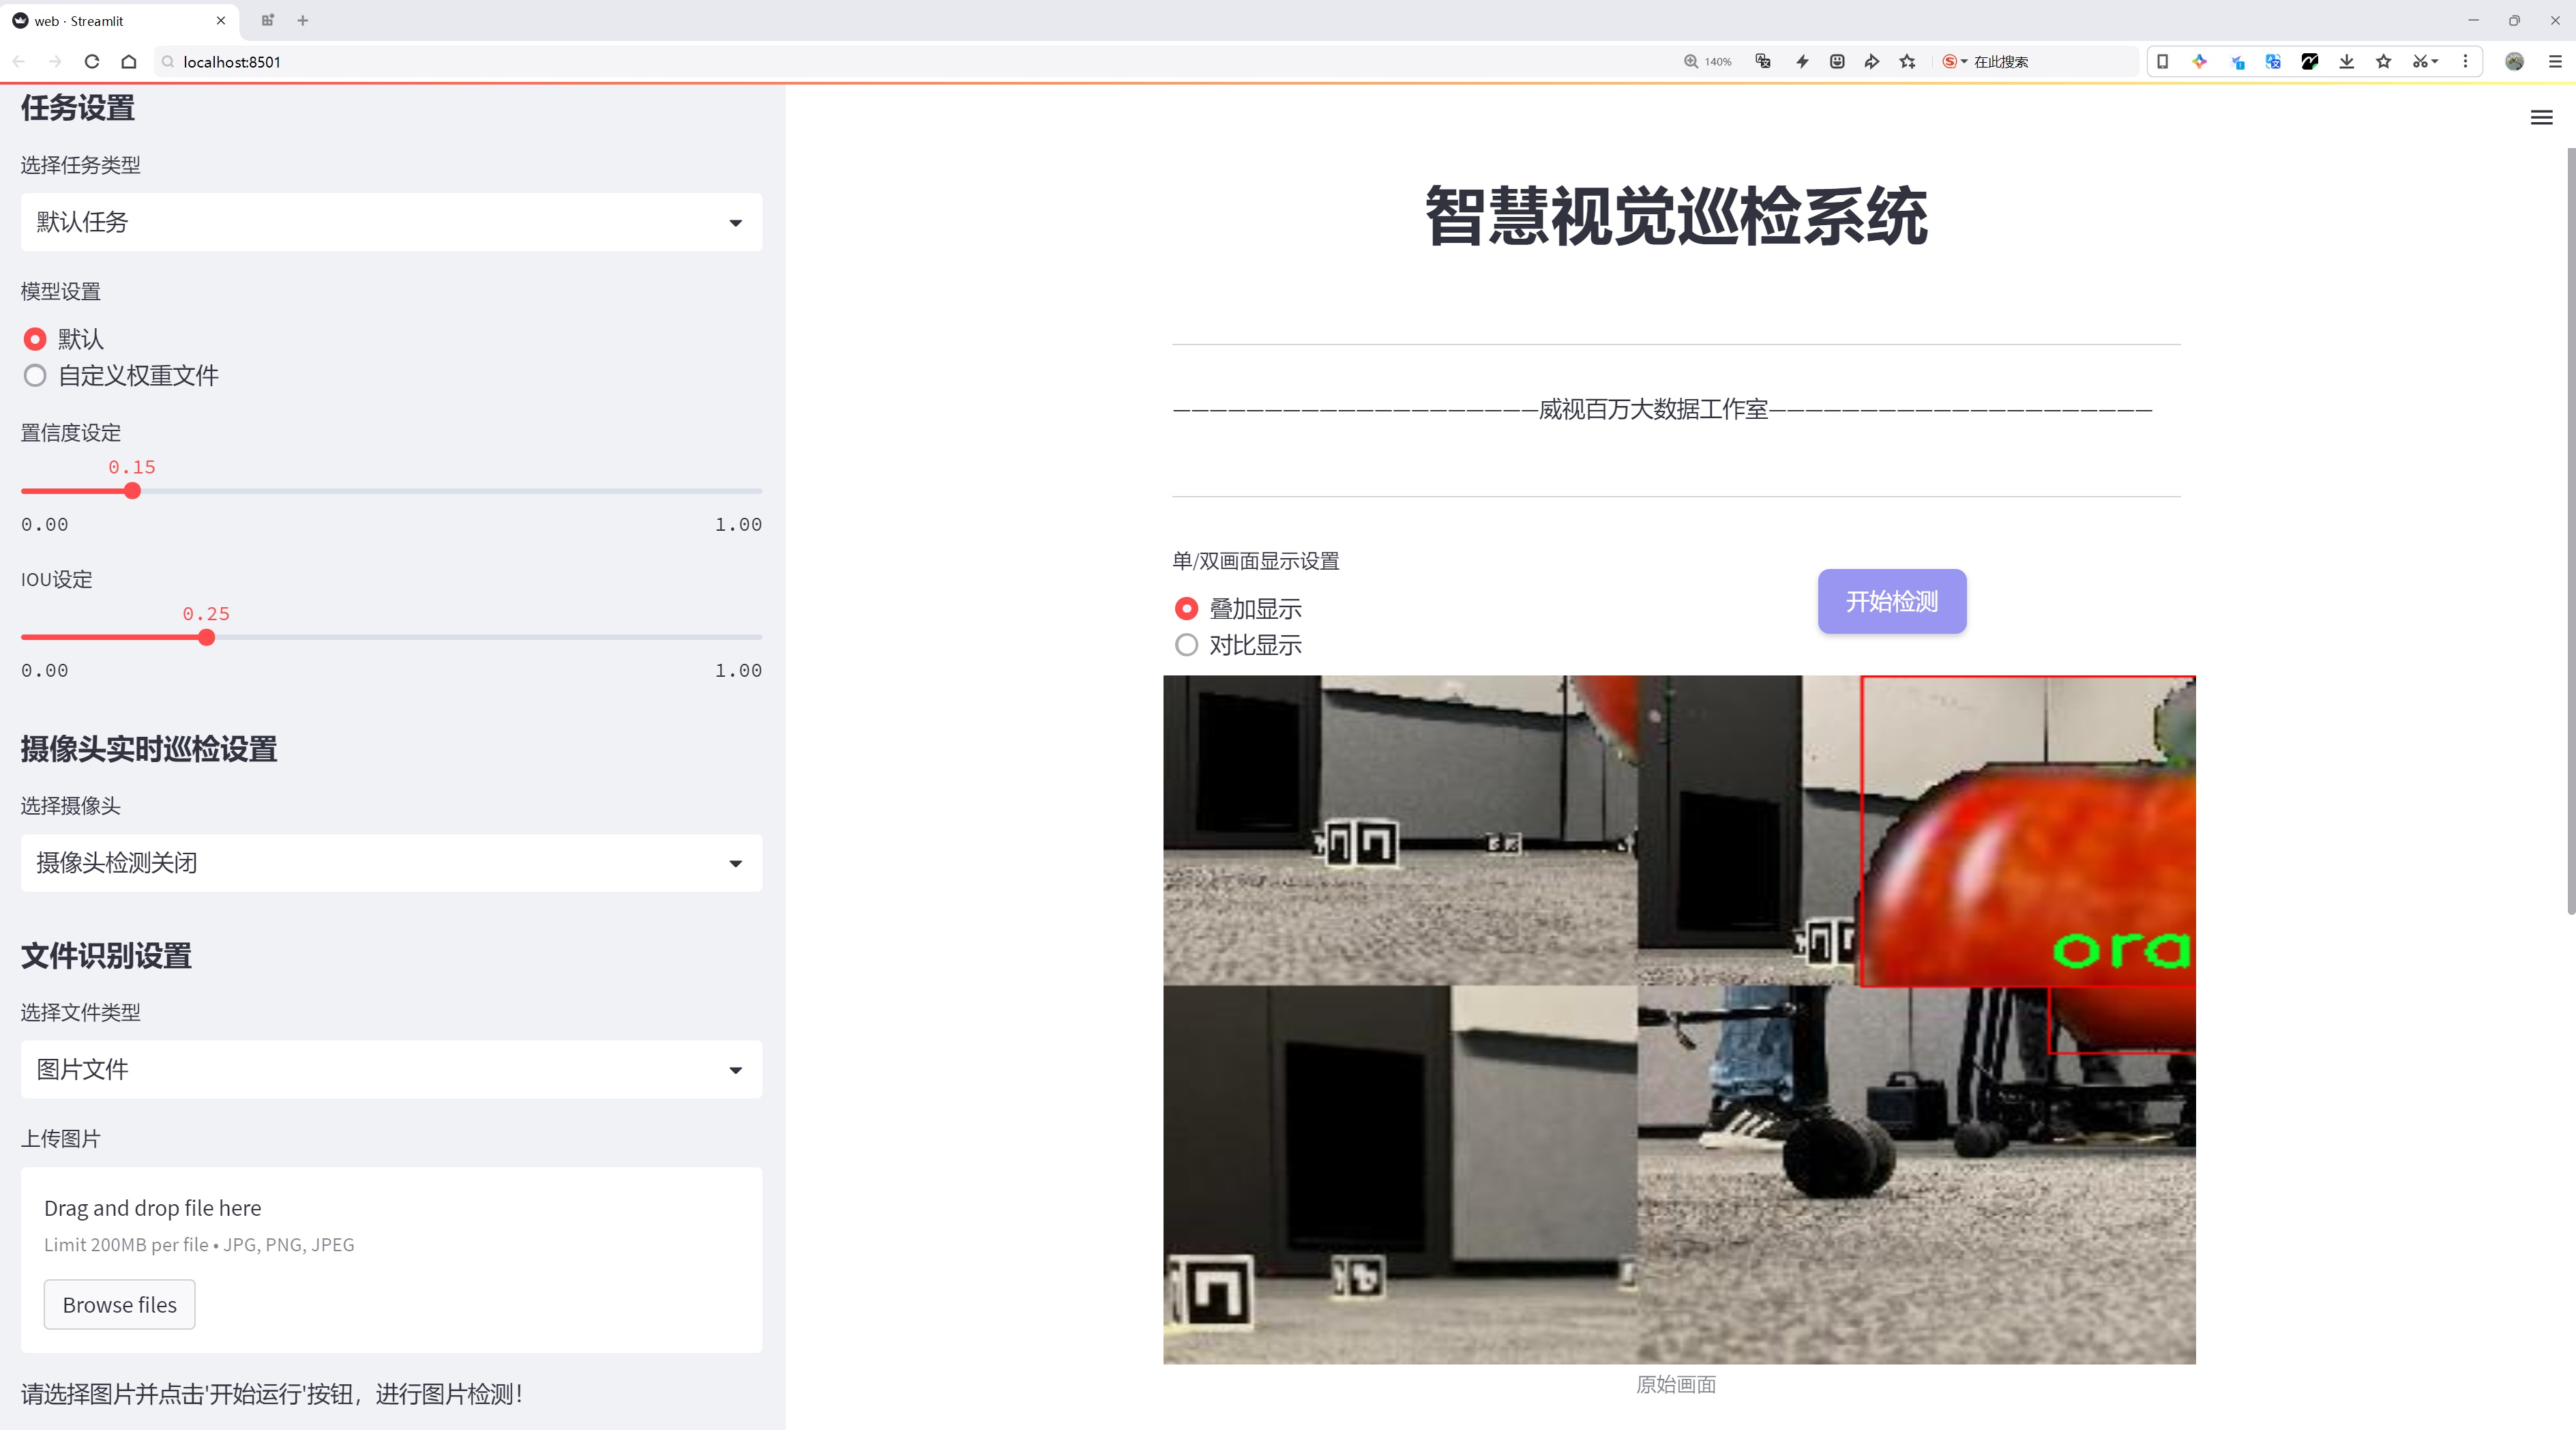 web · Streamlit
localhost:8501
140%
在此搜索
任务设置
选择任务类型
默认任务
模型设置
默认
自定义权重文件
置信度设定
0.15
0.00
1.00
IOU设定
0.25
0.00
1.00
摄像头实时巡检设置
选择摄像头
摄像头检测关闭
文件识别设置
选择文件类型
图片文件
上传图片
Drag and drop file here
Limit 200MB per file • JPG, PNG, JPEG
Browse files
请选择图片并点击'开始运行'按钮，进行图片检测！
智慧视觉巡检系统
—————————————————————威视百万大数据工作室—————————————————————
单/双画面显示设置
叠加显示
对比显示
开始检测
ora
原始画面